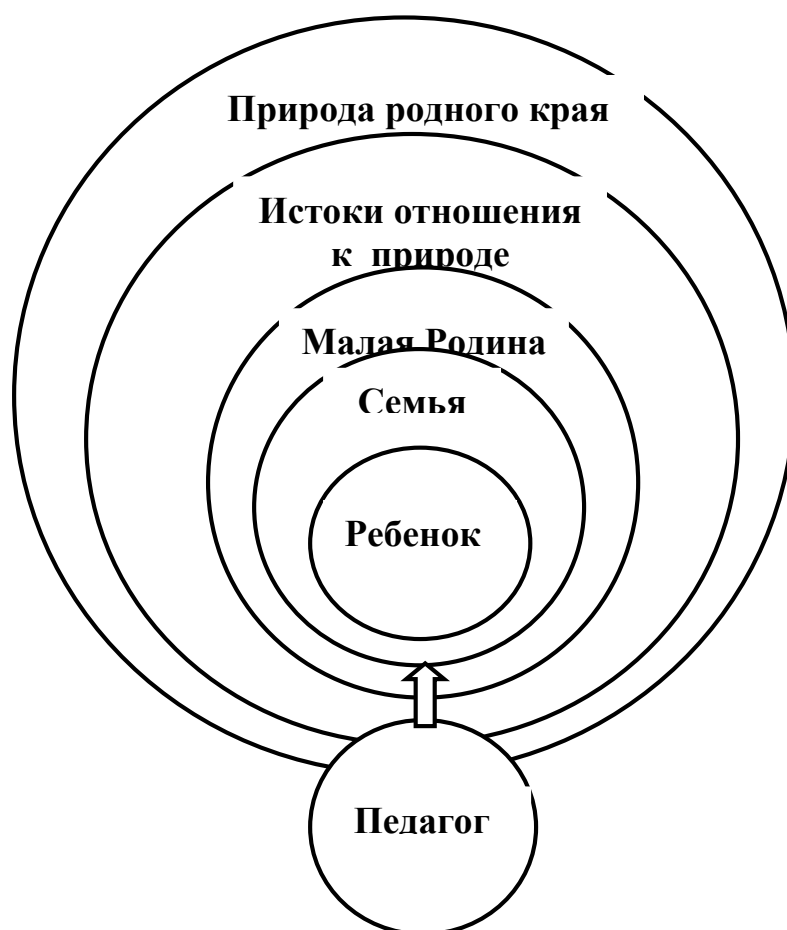 Природа родного края
Истоки отношения
к природе
Малая Родина
Семья
Ребенок
Педагог